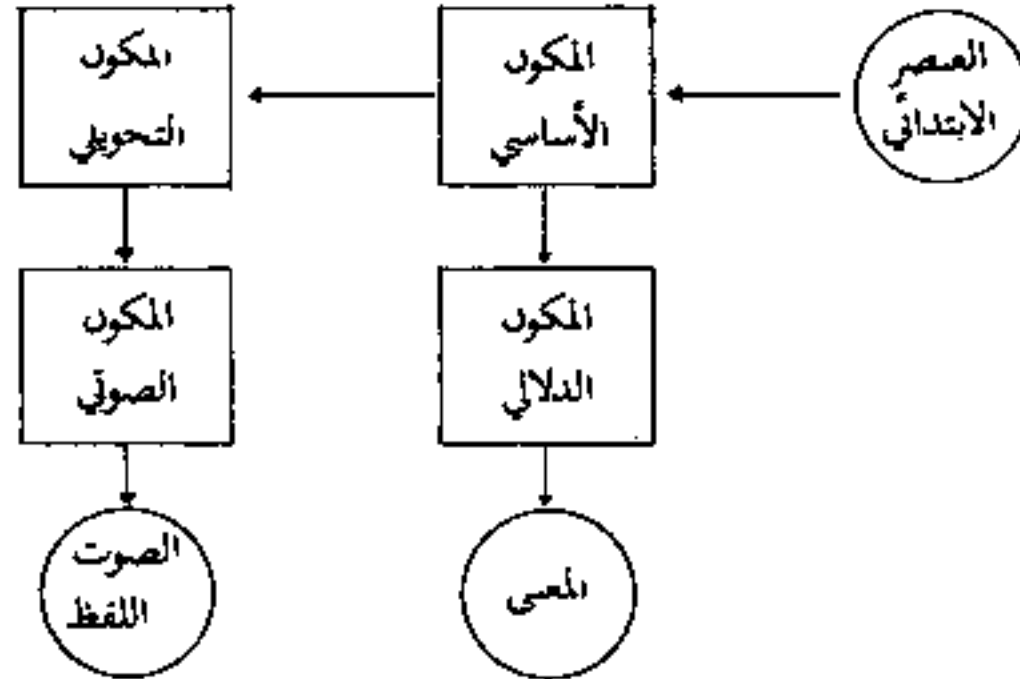 العنصر
الابتدائي
المكون
الأساسي
المكون
التحويلي
المكون
الدلالي
المكون
الصوتي
المعنى
الصوت
اللفظ